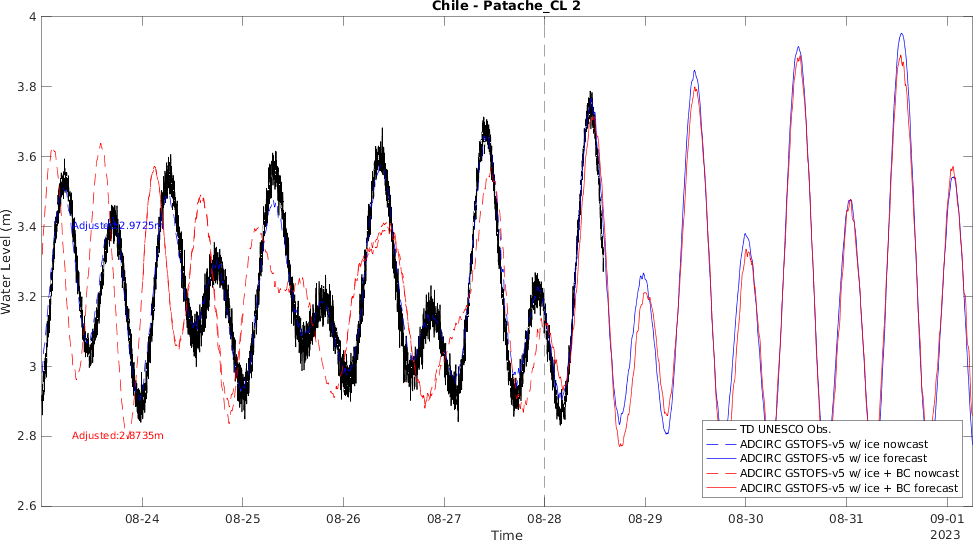 Chile - Patache_CL 2
4
3.8
3.6
3.4
3.2
3
2.8
2.6
Water Level (m)
Adjusted:2.9725m
Adjusted:2.8735m
TD UNESCO Obs.
ADCIRC GSTOFS-v5 w/ ice nowcast
ADCIRC GSTOFS-v5 w/ ice forecast
ADCIRC GSTOFS-v5 w/ ice + BC nowcast
ADCIRC GSTOFS-v5 w/ ice + BC forecast
08-24 08-25 08-26 08-27 08-28 08-29 08-30 08-31 09-01
2023
Time